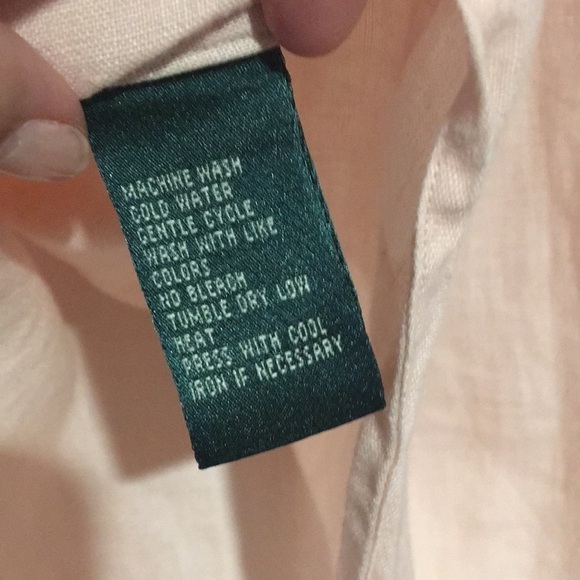 MACHINE WASH
COLD WATER
GENTLE CYCLE
WASH WITH LIKE
COLORS
NO BLEACH
TUMBLE DRY LOW
HEAT
PRESS WITH COOL
IRON IF NECESSARY